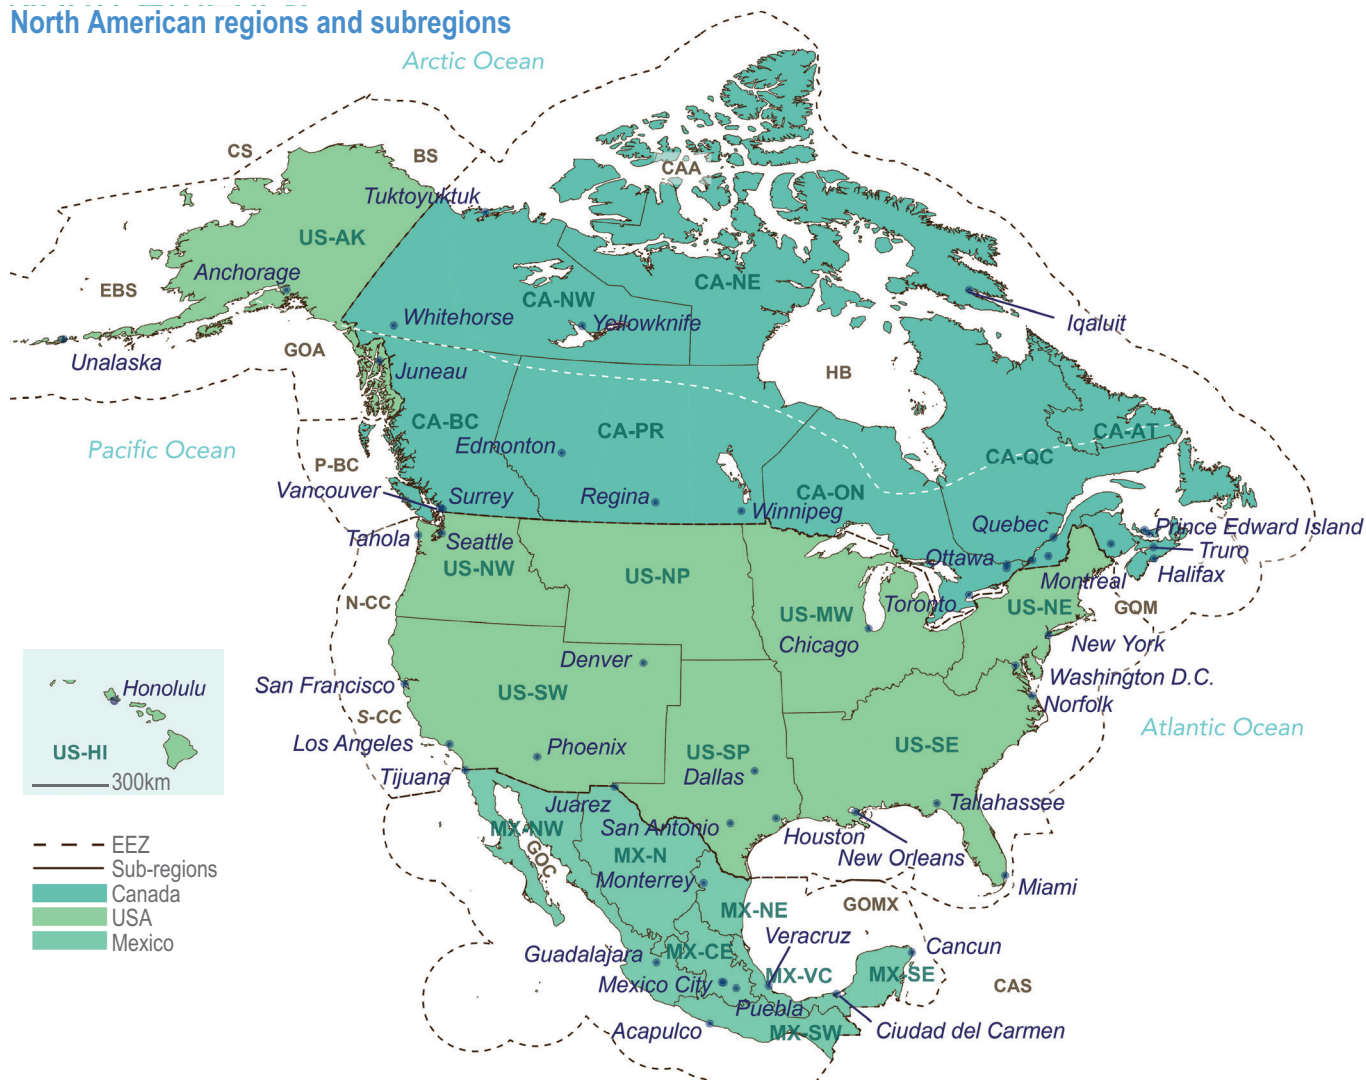 North American regions and subregions
Arctic Ocean
CS
BS
CAA
Tuktoyuktuk
US-AK
Anchorage
CA-NE
EBS
CA-NW
Whitehorse
Yellowknife
Iqaluit
GOA
Unalaska
Juneau
HB
CA-BC
CA-PR
CA-AT
Pacific Ocean
Edmonton
CA-QC
P-BC
Vancouver
Surrey
Regina
CA-ON
Winnipeg
Quebec
Prince Edward Island
Tahola
Seattle
Ottawa
Truro
US-NW
US-NP
Montreal
Halifax
N-CC
US-MW
Toronto
US-NE
GOM
Chicago
New York
Denver
Washington D.C.
Honolulu
San Francisco
US-SW
Norfolk
S-CC
Atlantic Ocean
US-HI
Los Angeles
Phoenix
US-SP
US-SE
300km
Tijuana
Dallas
Juarez
Tallahassee
MX-NW
San Antonio
Houston
EEZ
GOC
MX-N
New Orleans
Sub-regions
Monterrey
Miami
Canada
USA
MX-NE
GOMX
Mexico
Veracruz
Guadalajara
MX-CE
Cancun
Mexico City
MX-VC
MX-SE
CAS
Puebla
Acapulco
MX-SW
Ciudad del Carmen